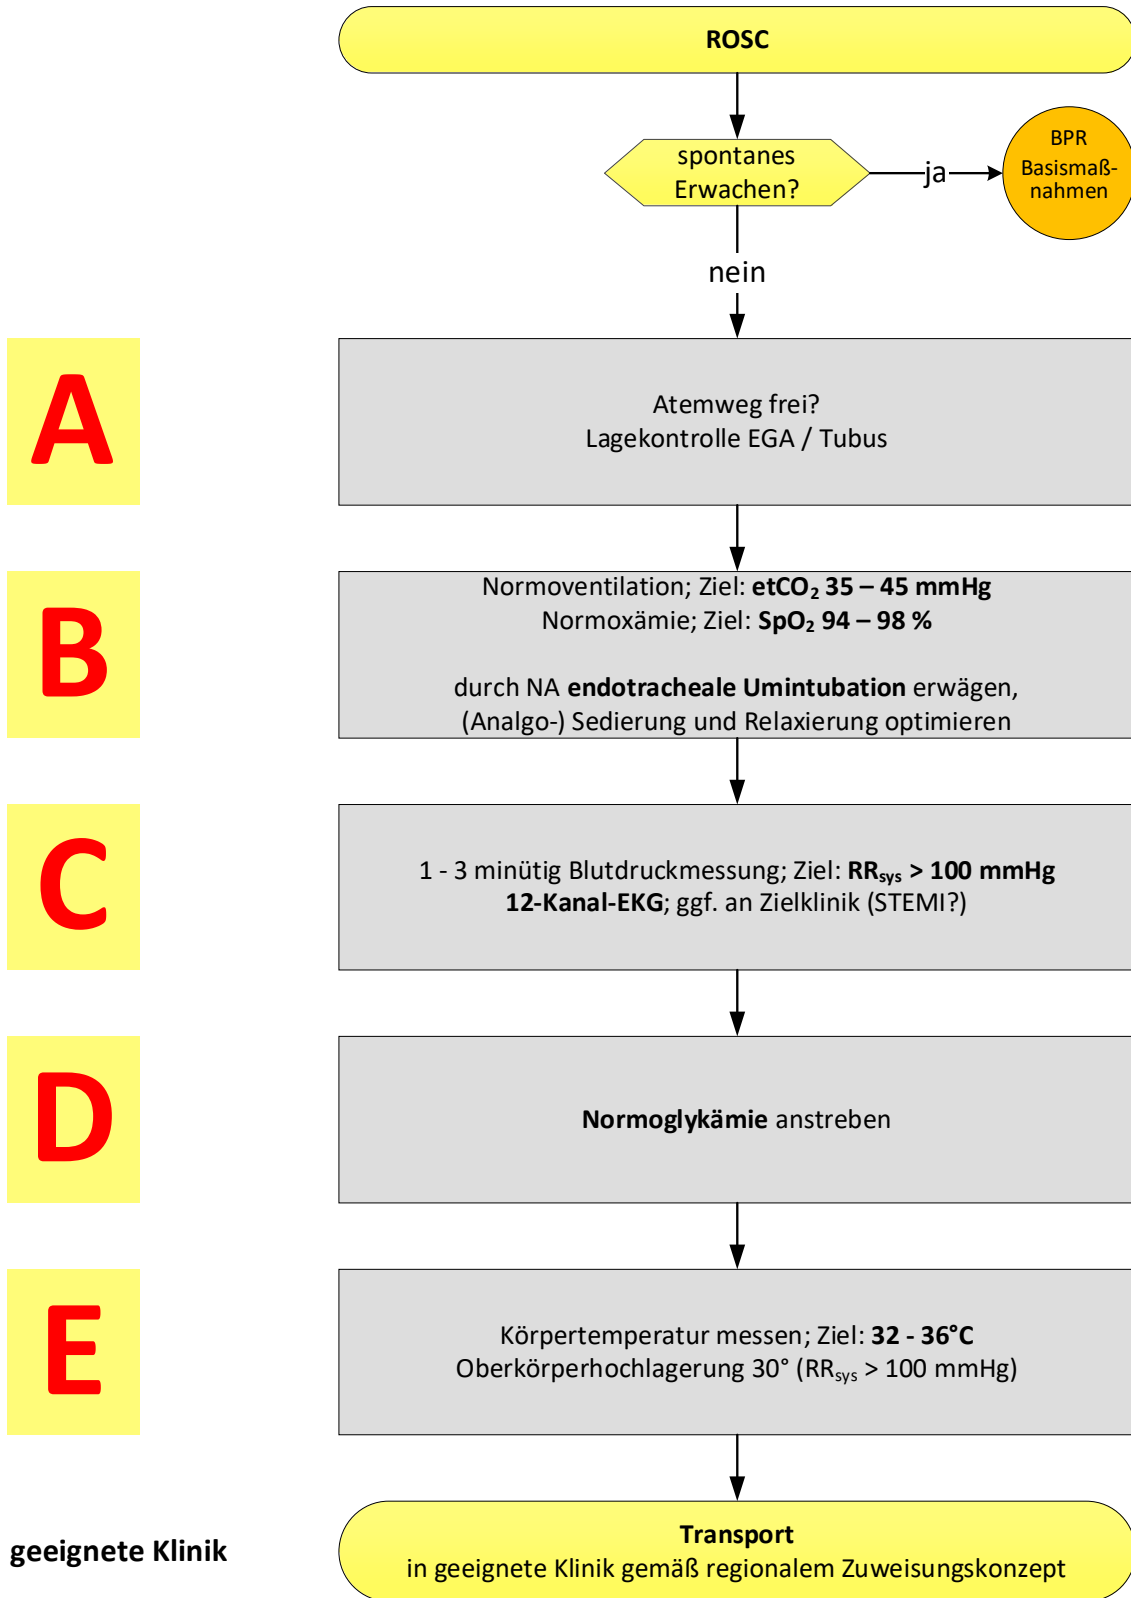 ROSC
spontanes
Erwachen?
ja
BPR
Basismaß-
nahmen
nein
A
Atemweg frei?
Lagekontrolle EGA / Tubus
B
Normoventilation; Ziel: etCO₂ 35 – 45 mmHg
Normoxämie; Ziel: SpO₂ 94 – 98 %
durch NA endotracheale Umintubation erwägen,
(Analgo-) Sedierung und Relaxierung optimieren
C
1 - 3 minütig Blutdruckmessung; Ziel: RRsys > 100 mmHg
12-Kanal-EKG; ggf. an Zielklinik (STEMI?)
D
Normoglykämie anstreben
E
Körpertemperatur messen; Ziel: 32 - 36°C
Oberkörperhochlagerung 30° (RRsys > 100 mmHg)
geeignete Klinik
Transport
in geeignete Klinik gemäß regionalem Zuweisungskonzept